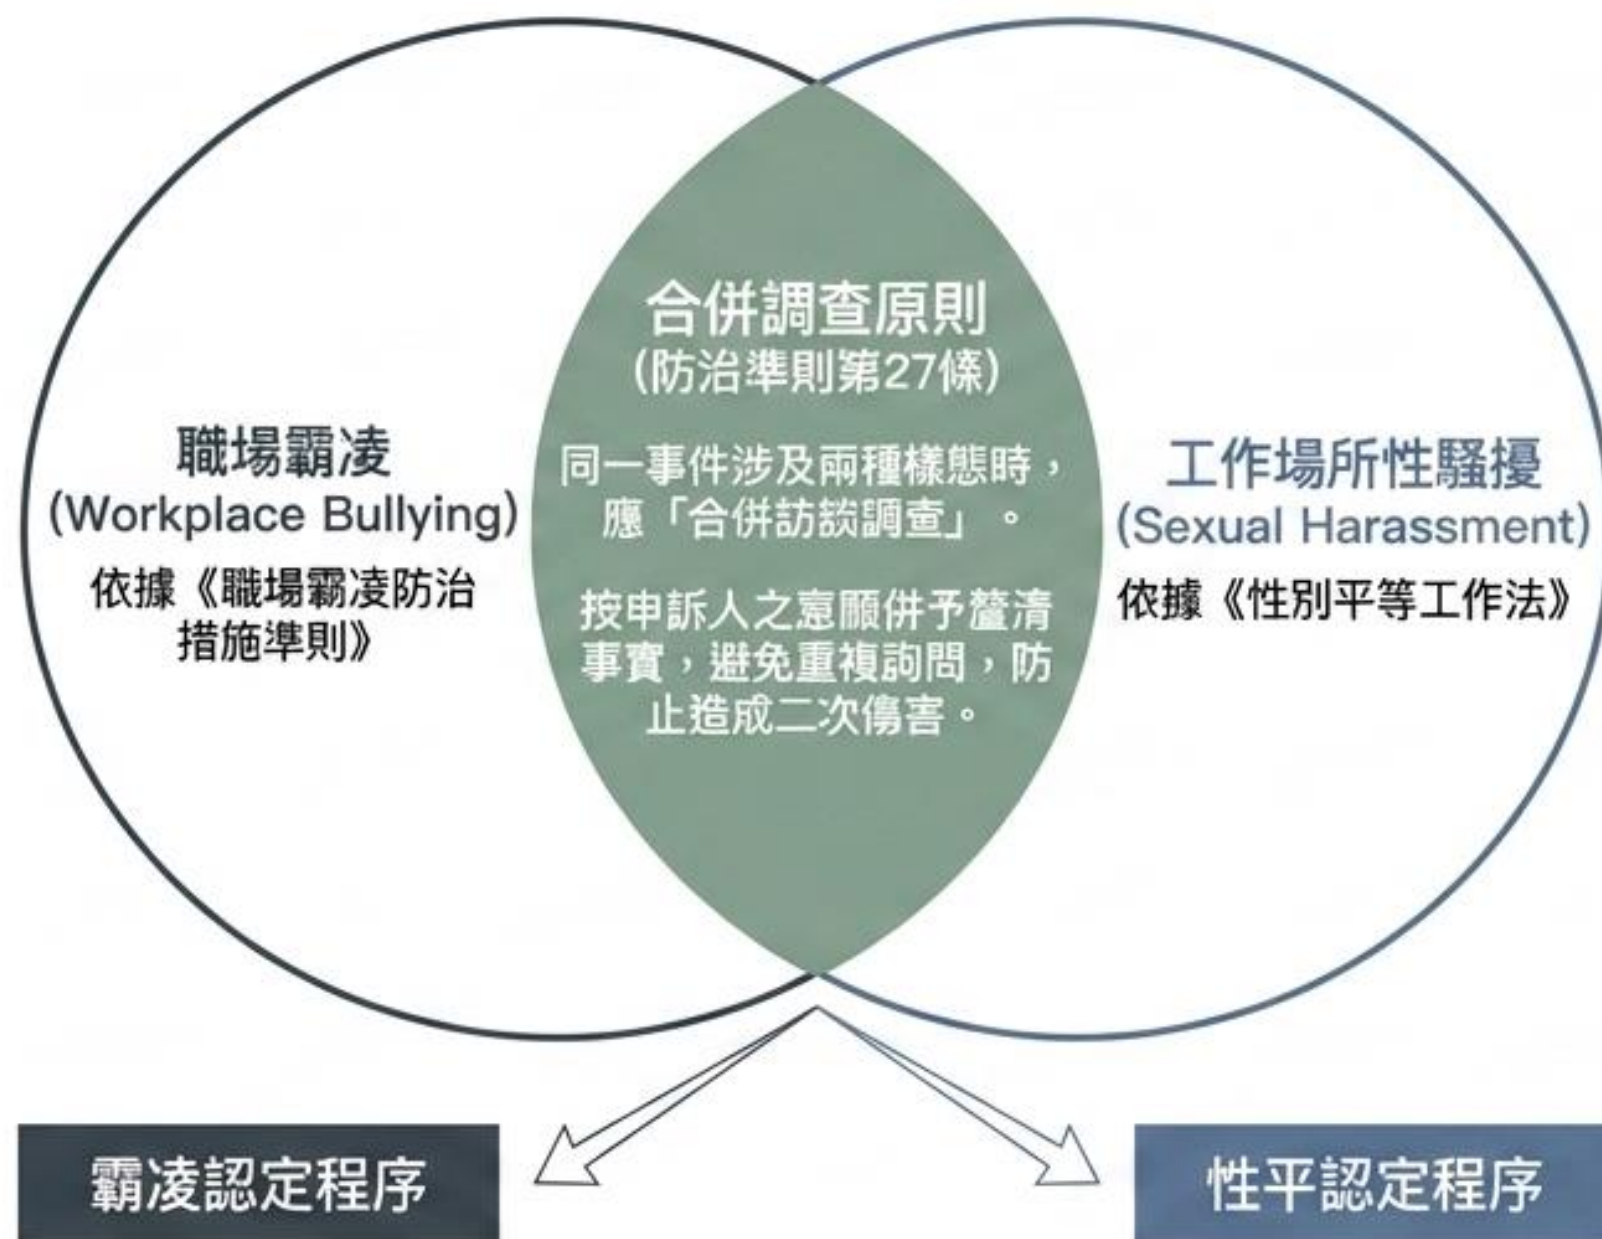 職場霸凌
(Workplace Bullying)
依據《職場霸凌防治
措施準則》
合併調查原則
(防治準則第27條)
同一事件涉及兩種樣態時，
應「合併訪談調查」。
按申訴人之意願併予釐清
事實，避免重複詢問，防
止造成二次傷害。
工作場所性騷擾
(Sexual Harassment)
依據《性別平等工作法》
霸凌認定程序
性平認定程序